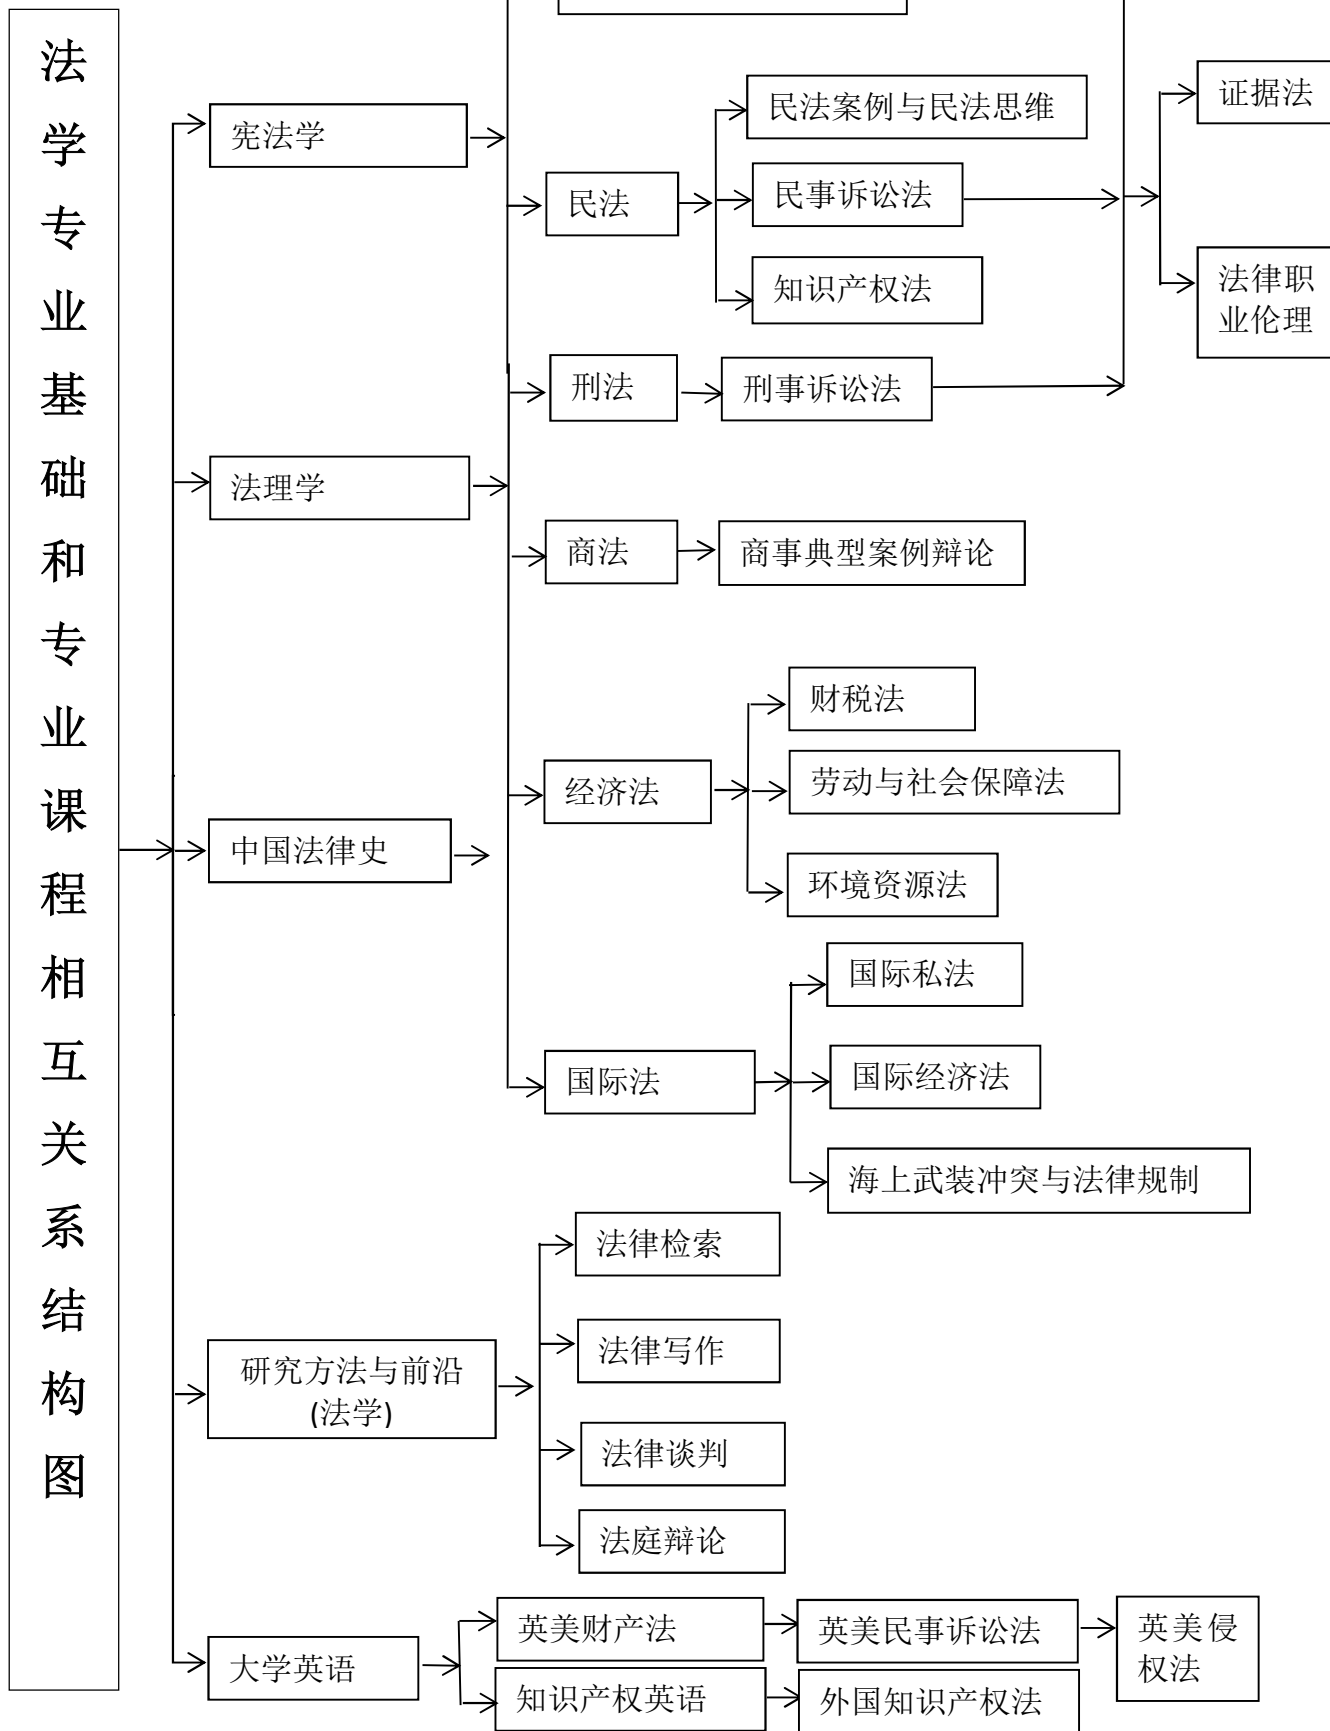 法学专业基础和专业课程相互关系结构图
宪法学
法理学
中国法律史
研究方法与前沿
(法学)
大学英语
民法
民法案例与民法思维
民事诉讼法
知识产权法
刑法
刑事诉讼法
证据法
法律职
业伦理
商法
商事典型案例辩论
经济法
财税法
劳动与社会保障法
环境资源法
国际法
国际私法
国际经济法
海上武装冲突与法律规制
法律检索
法律写作
法律谈判
法庭辩论
英美财产法
英美民事诉讼法
英美侵
权法
知识产权英语
外国知识产权法